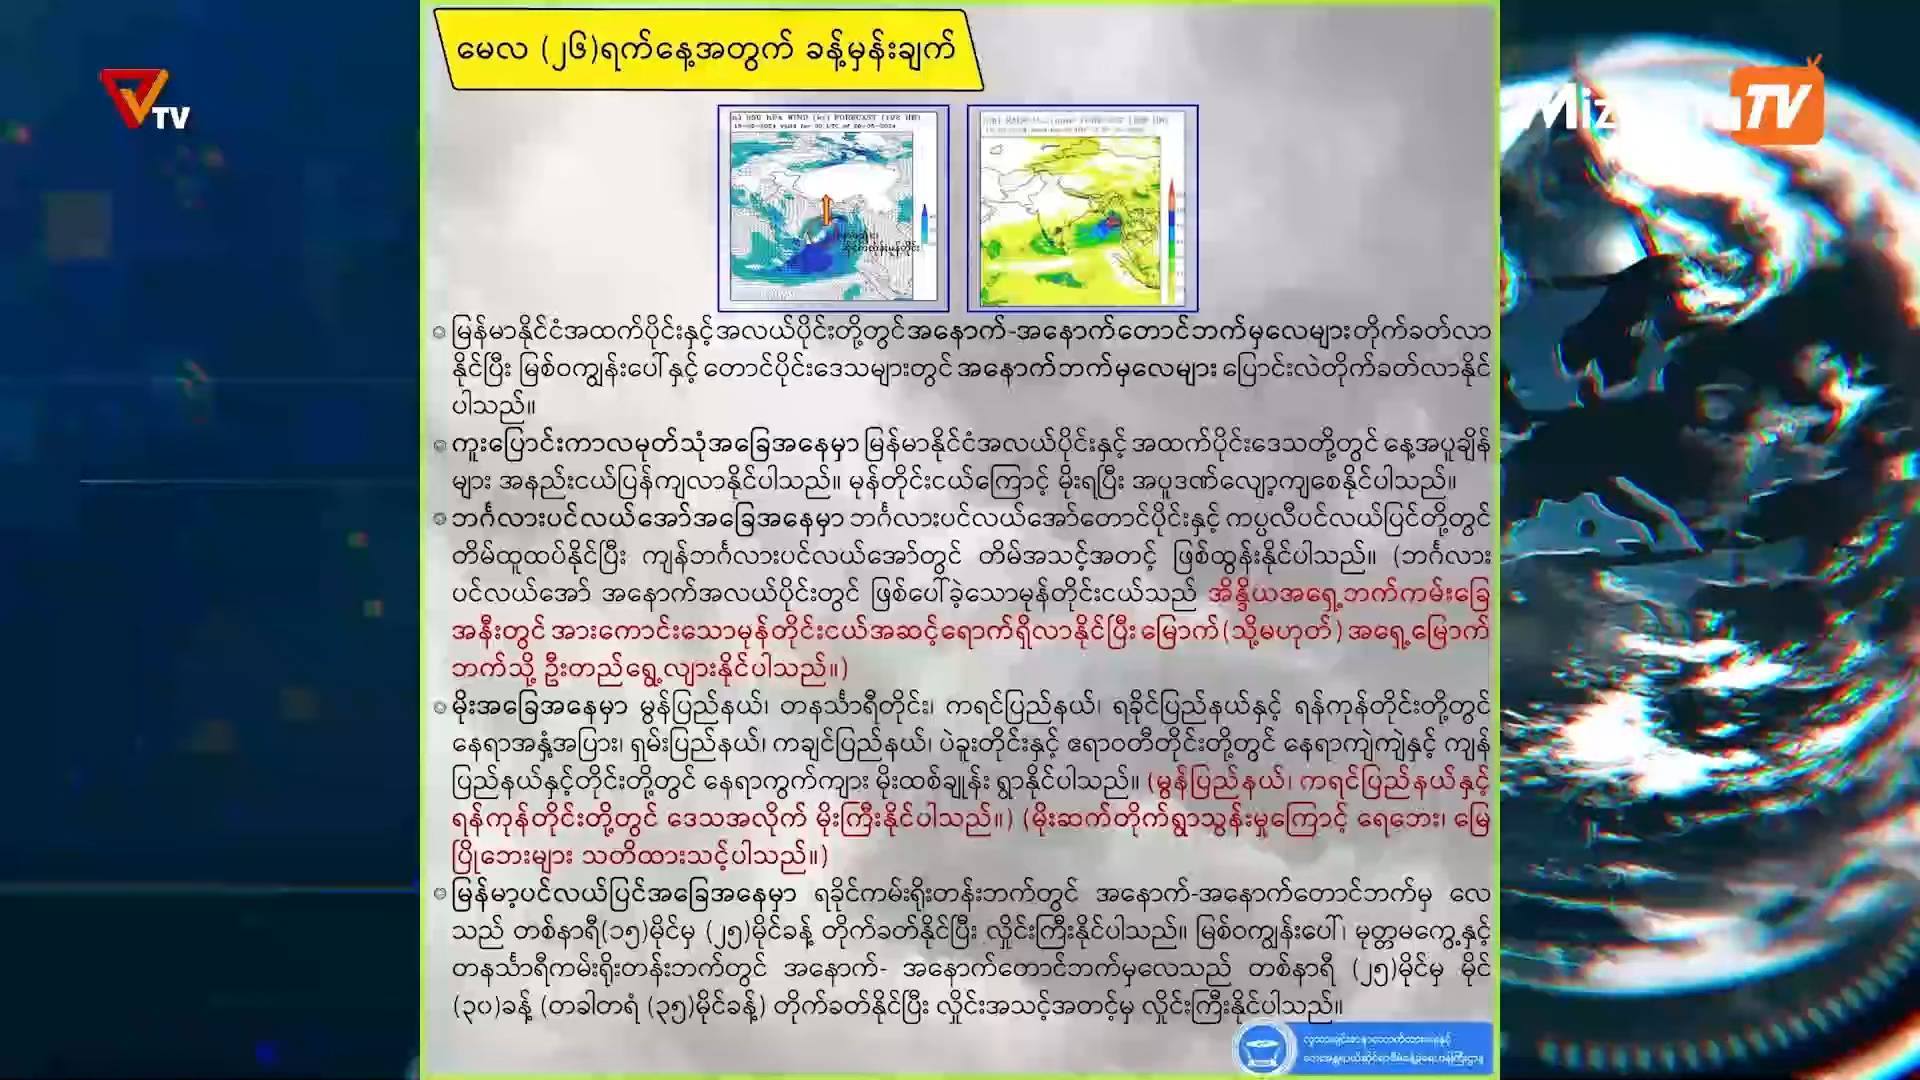 မေလ (၂၆)ရက်နေ့အတွက် ခန့်မှန်းချက်
TV
TV
မြန်မာနိုင်ငံအထက်ပိုင်းနှင့်အလယ်ပိုင်းတို့တွင်အနောက်-အနောက်တောင်ဘက်မှလေများတိုက်ခတ်လာ
နိုင်ပြီး မြစ်ဝကျွန်းပေါ်နှင့် တောင်ပိုင်းဒေသများတွင် အနောက်ဘက်မှလေများ ပြောင်းလဲတိုက်ခတ်လာနိုင်
ပါသည်။
ကူးပြောင်းကာလမုတ်သုံအခြေအနေမှာ မြန်မာနိုင်ငံအလယ်ပိုင်းနှင့် အထက်ပိုင်းဒေသတို့တွင် နေ့အပူချိန်
များ အနည်းငယ်ပြန်ကျလာနိုင်ပါသည်။ မုန်တိုင်းငယ်ကြောင့် မိုးရပြီး အပူဒဏ်လျော့ကျစေနိုင်ပါသည်။
ဘင်္ဂလားပင်လယ်အော်အခြေအနေမှာ ဘင်္ဂလားပင်လယ်အော်တောင်ပိုင်းနှင့် ကပ္ပလီပင်လယ်ပြင်တို့တွင်
တိမ်ထူထပ်နိုင်ပြီး ကျန်ဘင်္ဂလားပင်လယ်အော်တွင် တိမ်အသင့်အတင့် ဖြစ်ထွန်းနိုင်ပါသည်။ (ဘင်္ဂလား
ပင်လယ်အော် အနောက်အလယ်ပိုင်းတွင် ဖြစ်ပေါ်ခဲ့သောမုန်တိုင်းငယ်သည် အိန္ဒိယအရှေ့ဘက်ကမ်းခြေ
အနီးတွင် အားကောင်းသောမုန်တိုင်းငယ်အဆင့်ရောက်ရှိလာနိုင်ပြီး မြောက်(သို့မဟုတ်) အရှေ့မြောက်
ဘက်သို့ ဦးတည်ရွေ့လျားနိုင်ပါသည်။)
မိုးအခြေအနေမှာ မွန်ပြည်နယ်၊ တနင်္သာရီတိုင်း၊ ကရင်ပြည်နယ်၊ ရခိုင်ပြည်နယ်နှင့် ရန်ကုန်တိုင်းတို့တွင်
နေရာအနှံ့အပြား၊ ရှမ်းပြည်နယ်၊ ကချင်ပြည်နယ်၊ ပဲခူးတိုင်းနှင့် ဧရာဝတီတိုင်းတို့တွင် နေရာကျဲကျဲနှင့် ကျန်
ပြည်နယ်နှင့်တိုင်းတို့တွင် နေရာကွက်ကျား မိုးထစ်ချုန်း ရွာနိုင်ပါသည်။ (မွန်ပြည်နယ်၊ ကရင်ပြည်နယ်နှင့်
ရန်ကုန်တိုင်းတို့တွင် ဒေသအလိုက် မိုးကြီးနိုင်ပါသည်။) (မိုးဆက်တိုက်ရွာသွန်းမှုကြောင့် ရေဘေး၊ မြေ
ပြိုဘေးများ သတိထားသင့်ပါသည်။)
မြန်မာ့ပင်လယ်ပြင်အခြေအနေမှာ ရခိုင်ကမ်းရိုးတန်းဘက်တွင် အနောက်-အနောက်တောင်ဘက်မှ လေ
သည် တစ်နာရီ(၁၅)မိုင်မှ (၂၅)မိုင်ခန့် တိုက်ခတ်နိုင်ပြီး လှိုင်းကြီးနိုင်ပါသည်။ မြစ်ဝကျွန်းပေါ်၊ မုတ္တမကွေ့နှင့်
တနင်္သာရီကမ်းရိုးတန်းဘက်တွင် အနောက်- အနောက်တောင်ဘက်မှလေသည် တစ်နာရီ (၂၅)မိုင်မှ မိုင်
(၃၀)ခန့် (တခါတရံ (၃၅)မိုင်ခန့်) တိုက်ခတ်နိုင်ပြီး လှိုင်းအသင့်အတင့်မှ လှိုင်းကြီးနိုင်ပါသည်။